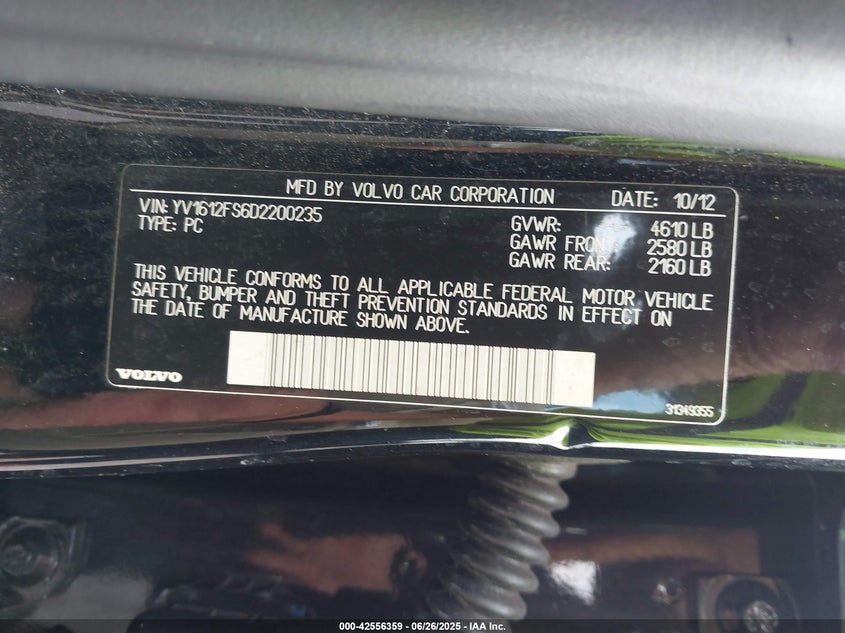 MFD BY VOLVO CAR CORPORATION DATE: 10/12
VIN: YV1612FS6D2200235 GVWR: 4610 LB
TYPE: PC GAWR FRONT: 2580 LB
GAWR REAR: 2160 LB
THIS VEHICLE CONFORMS TO ALL APPLICABLE FEDERAL MOTOR VEHICLE
SAFETY, BUMPER AND THEFT PREVENTION STANDARDS IN EFFECT ON
THE DATE OF MANUFACTURE SHOWN ABOVE.
VOLVO
31349355
000-42556359 - 06/26/2025 - IAA Inc.